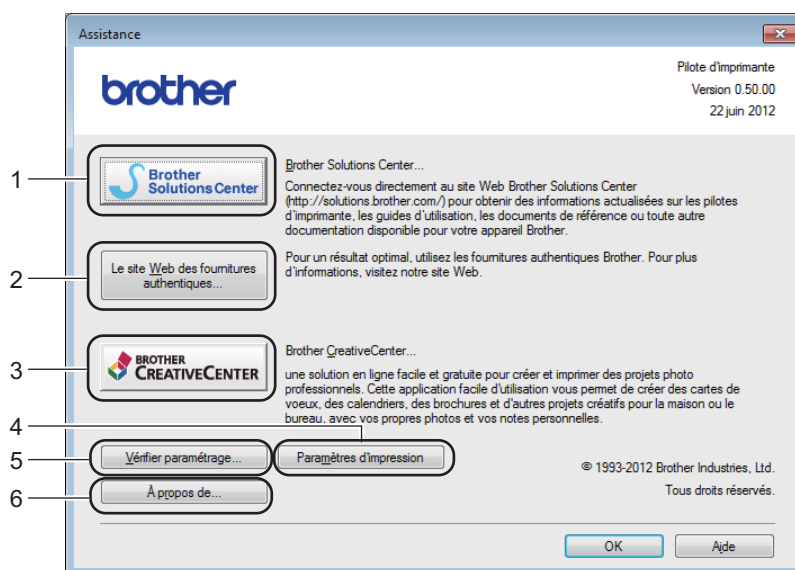 Assistance
brother
Pilote d'imprimante
Version 0.50.00
22 juin 2012
1
Brother
Solutions Center
Brother Solutions Center...
Connectez-vous directement au site Web Brother Solutions Center
(http://solutions.brother.com/) pour obtenir des informations actualisées sur les pilotes
d'imprimante, les guides d'utilisation, les documents de référence ou toute autre
documentation disponible pour votre appareil Brother.
2
Le site Web des fournitures
authentiques...
Pour un résultat optimal, utilisez les fournitures authentiques Brother. Pour plus
d'informations, visitez notre site Web.
3
BROTHER
CREATIVECENTER
Brother CreativeCenter...
une solution en ligne facile et gratuite pour créer et imprimer des projets photo
professionnels. Cette application facile d'utilisation vous permet de créer des cartes de
voeux, des calendriers, des brochures et d'autres projets créatifs pour la maison ou le
bureau, avec vos propres photos et vos notes personnelles.
4
5
Vérifier paramétrage...
Paramètres d'impression
© 1993-2012 Brother Industries, Ltd.
6
À propos de...
Tous droits réservés.
OK
Aide